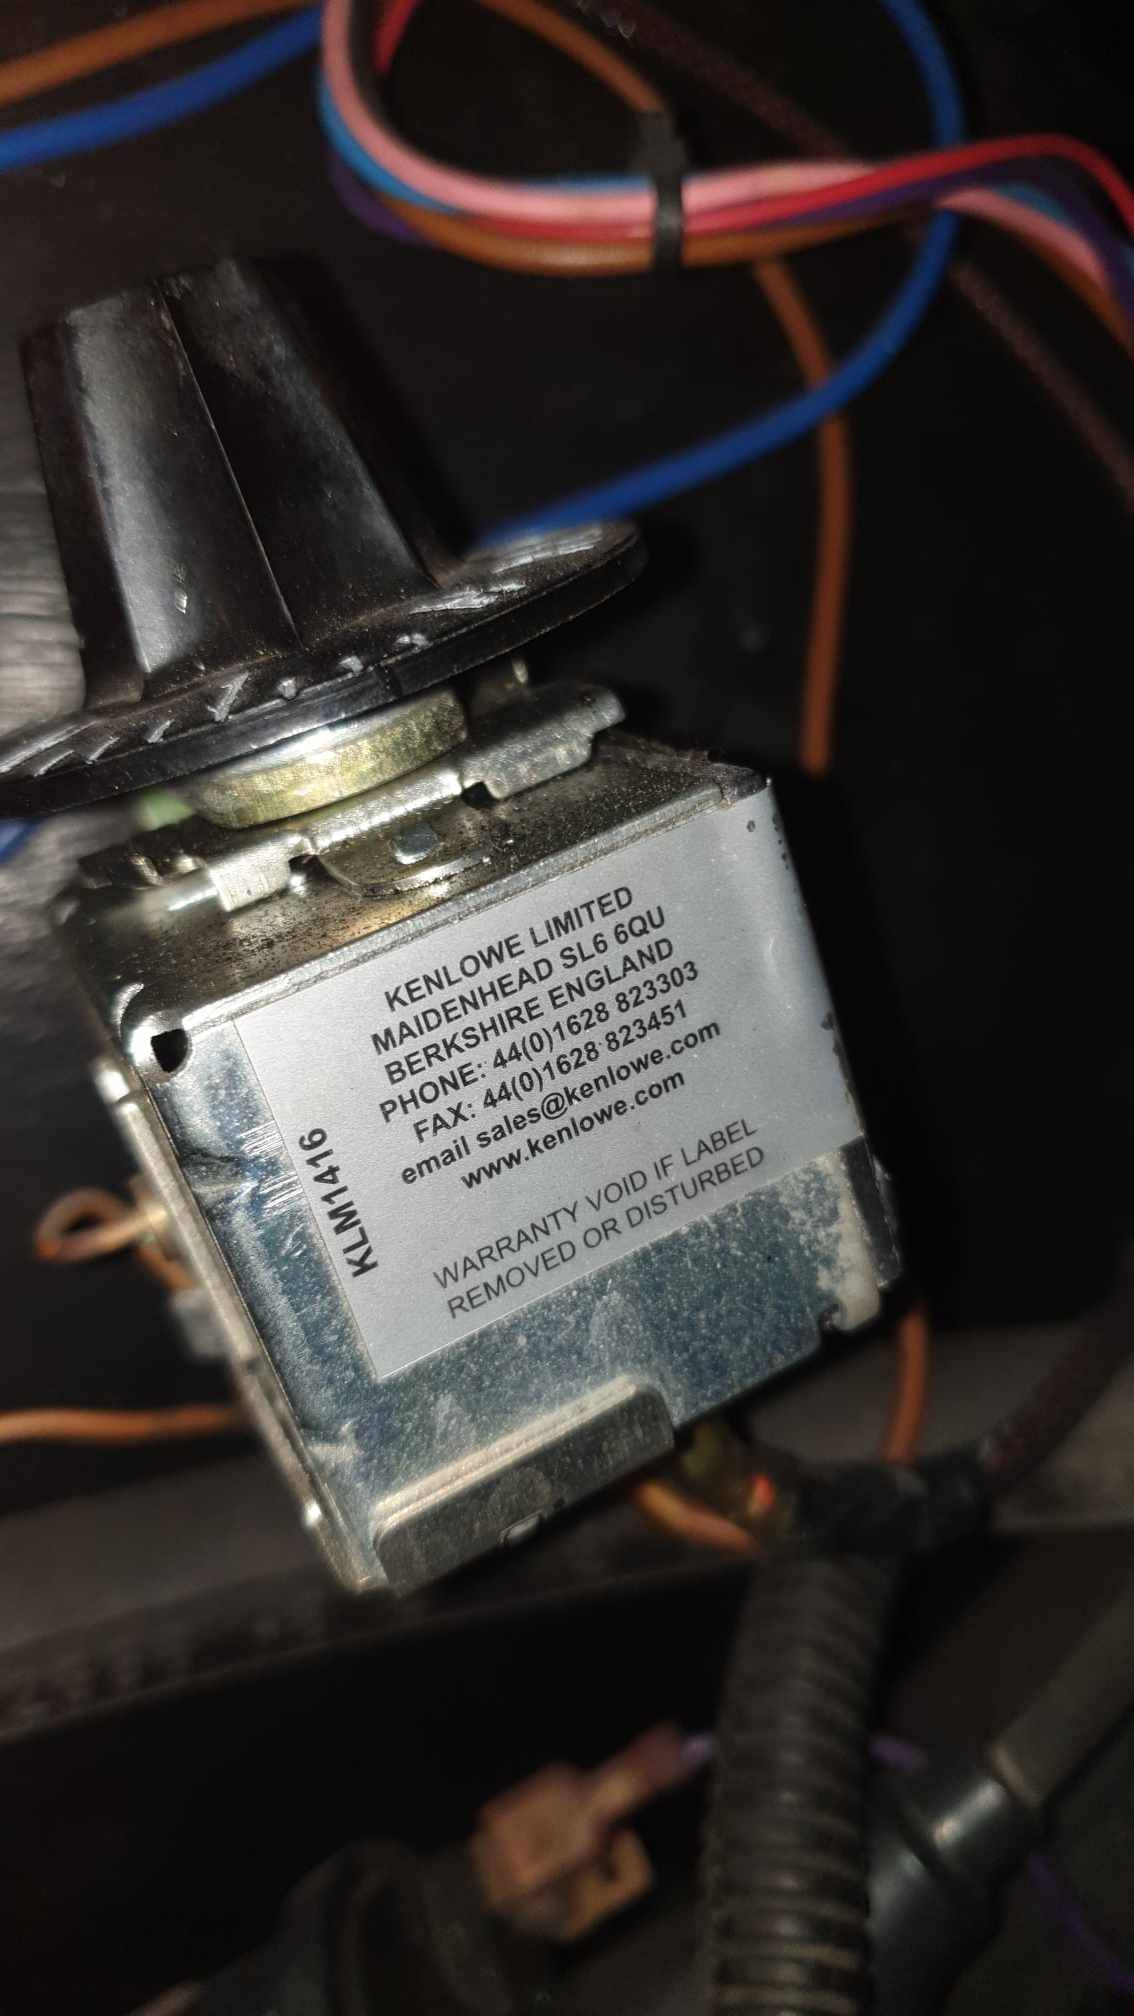 KENLOWE LIMITED
MAIDENHEAD SL6 6QU
BERKSHIRE ENGLAND
PHONE: 44(0)1628 823303
FAX: 44(0)1628 823451
email sales@kenlowe.com
www.kenlowe.com
KLM1416
WARRANTY VOID IF LABEL
REMOVED OR DISTURBED